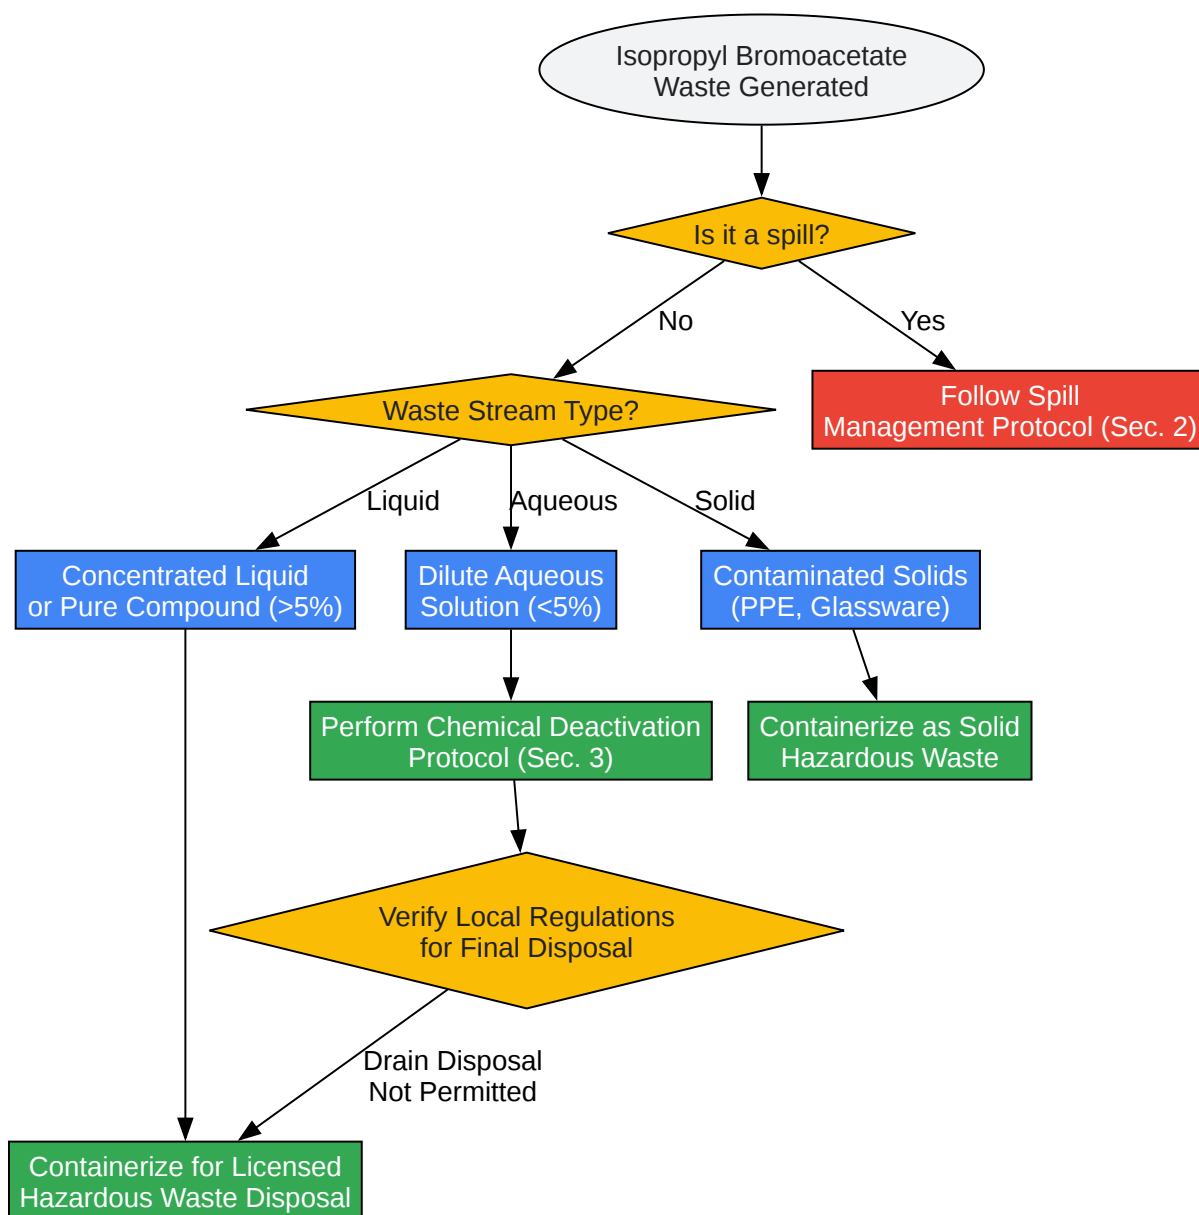 Isopropyl Bromoacetate
Waste Generated
Is it a spill?
No
Yes
Waste Stream Type?
Follow Spill
Management Protocol (Sec. 2)
Liquid
Aqueous
Solid
Concentrated Liquid
or Pure Compound (>5%)
Dilute Aqueous
Solution (<5%)
Contaminated Solids
(PPE, Glassware)
Perform Chemical Deactivation
Protocol (Sec. 3)
Containerize as Solid
Hazardous Waste
Verify Local Regulations
for Final Disposal
Drain Disposal
Not Permitted
Containerize for Licensed
Hazardous Waste Disposal